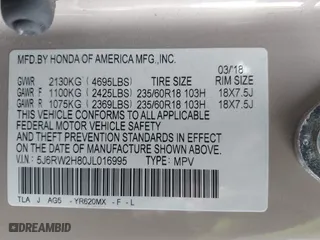 MFD.BY HONDA OF AMERICA MFG.,INC.
03/18
GVWR 2130KG (4695LBS) TIRE SIZE RIM SIZE
GAWR F 1100KG (2425LBS) 235/60R18 103H 18X7.5J
GAWR R 1075KG (2369LBS) 235/60R18 103H 18X7.5J
THIS VEHICLE CONFORMS TO ALL APPLICABLE
FEDERAL MOTOR VEHICLE SAFETY STANDARDS IN EFFECT
ON THE DATE OF MANUFACTURE SHOWN ABOVE.
V.I.N.: 5J6RW2H80JL016995 TYPE: MPV
TLA J AG5 - YR620MX - F - L
© DREAMBID